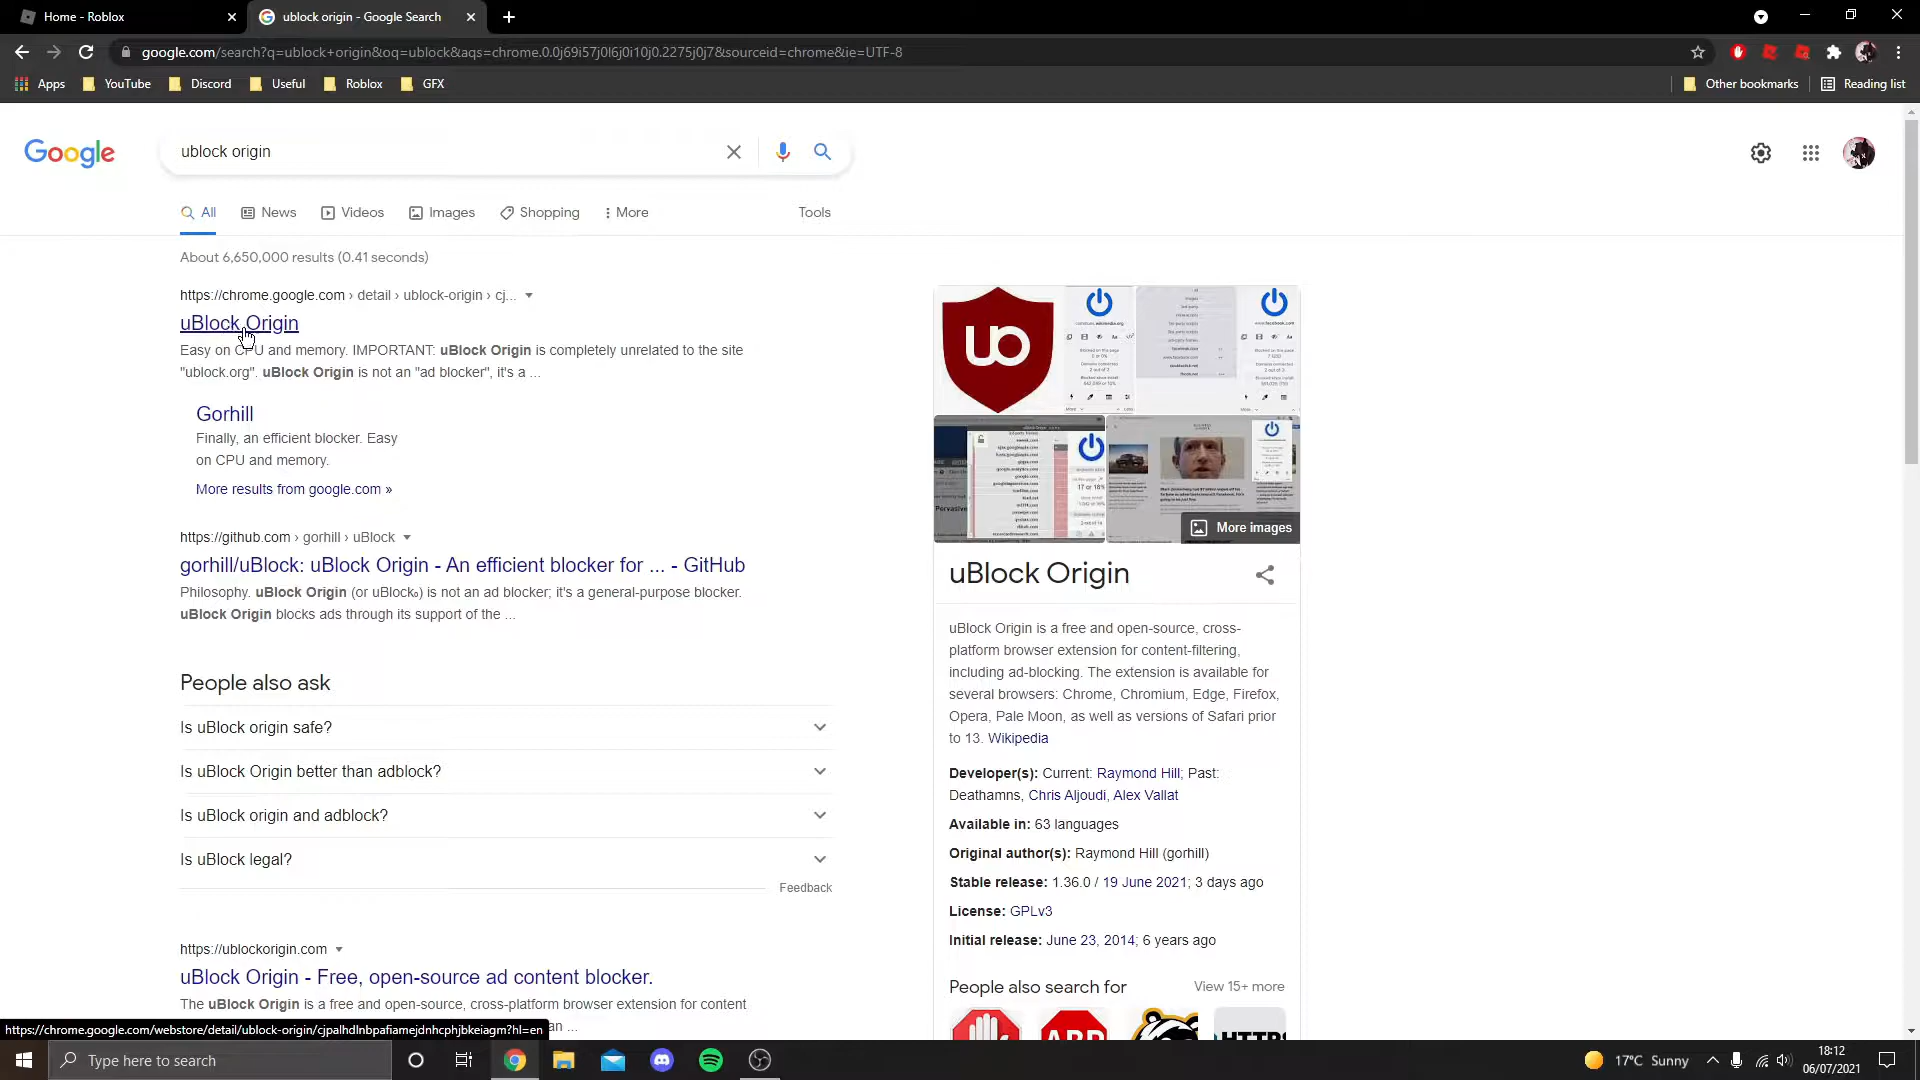 Home - Roblox
ublock origin - Google Search
google.com/search?q=ublock+origin&oq=ublock&aqs=chrome.0.0j69i57j0l6j0i10j0.2275j0j7&sourceid=chrome&ie=UTF-8
Apps YouTube Discord Useful Roblox GFX Other bookmarks Reading list
Google
ublock origin
All News Videos Images Shopping More Tools
About 6,650,000 results (0.41 seconds)
https://chrome.google.com › detail › ublock-origin › cj...
uBlock Origin
Easy on CPU and memory. IMPORTANT: uBlock Origin is completely unrelated to the site
"ublock.org". uBlock Origin is not an "ad blocker", it's a ...
Gorhill
Finally, an efficient blocker. Easy
on CPU and memory.
More results from google.com »
https://github.com › gorhill › uBlock
gorhill/uBlock: uBlock Origin - An efficient blocker for ... - GitHub
Philosophy. uBlock Origin (or uBlock₀) is not an ad blocker; it's a general-purpose blocker.
uBlock Origin blocks ads through its support of the ...
People also ask
Is uBlock origin safe?
Is uBlock Origin better than adblock?
Is uBlock origin and adblock?
Is uBlock legal?
Feedback
https://ublockorigin.com
uBlock Origin - Free, open-source ad content blocker.
The uBlock Origin is a free and open-source, cross-platform browser extension for content
an ...
https://chrome.google.com/webstore/detail/ublock-origin/cjpalhdlnbpafiamejdnhcphjbkeiagm?hl=en
uo
More images
uBlock Origin
uBlock Origin is a free and open-source, cross-
platform browser extension for content-filtering,
including ad-blocking. The extension is available for
several browsers: Chrome, Chromium, Edge, Firefox,
Opera, Pale Moon, as well as versions of Safari prior
to 13. Wikipedia
Developer(s): Current: Raymond Hill; Past:
Deathamns, Chris Aljoudi, Alex Vallat
Available in: 63 languages
Original author(s): Raymond Hill (gorhill)
Stable release: 1.36.0 / 19 June 2021; 3 days ago
License: GPLv3
Initial release: June 23, 2014; 6 years ago
People also search for View 15+ more
ABP
HTTPS
Type here to search
17°C Sunny
18:12
06/07/2021